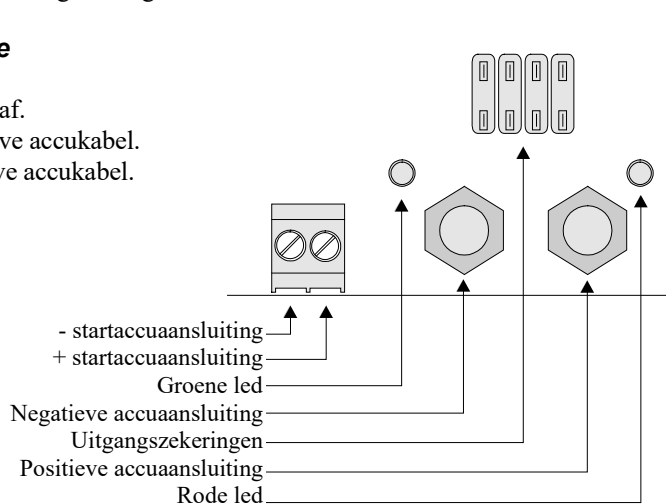 e
af.
ve accukabel.
ve accukabel.
- startaccuaansluiting
+ startaccuaansluiting
Groene led
Negatieve accuaansluiting
Uitgangszekeringen
Positieve accuaansluiting
Rode led